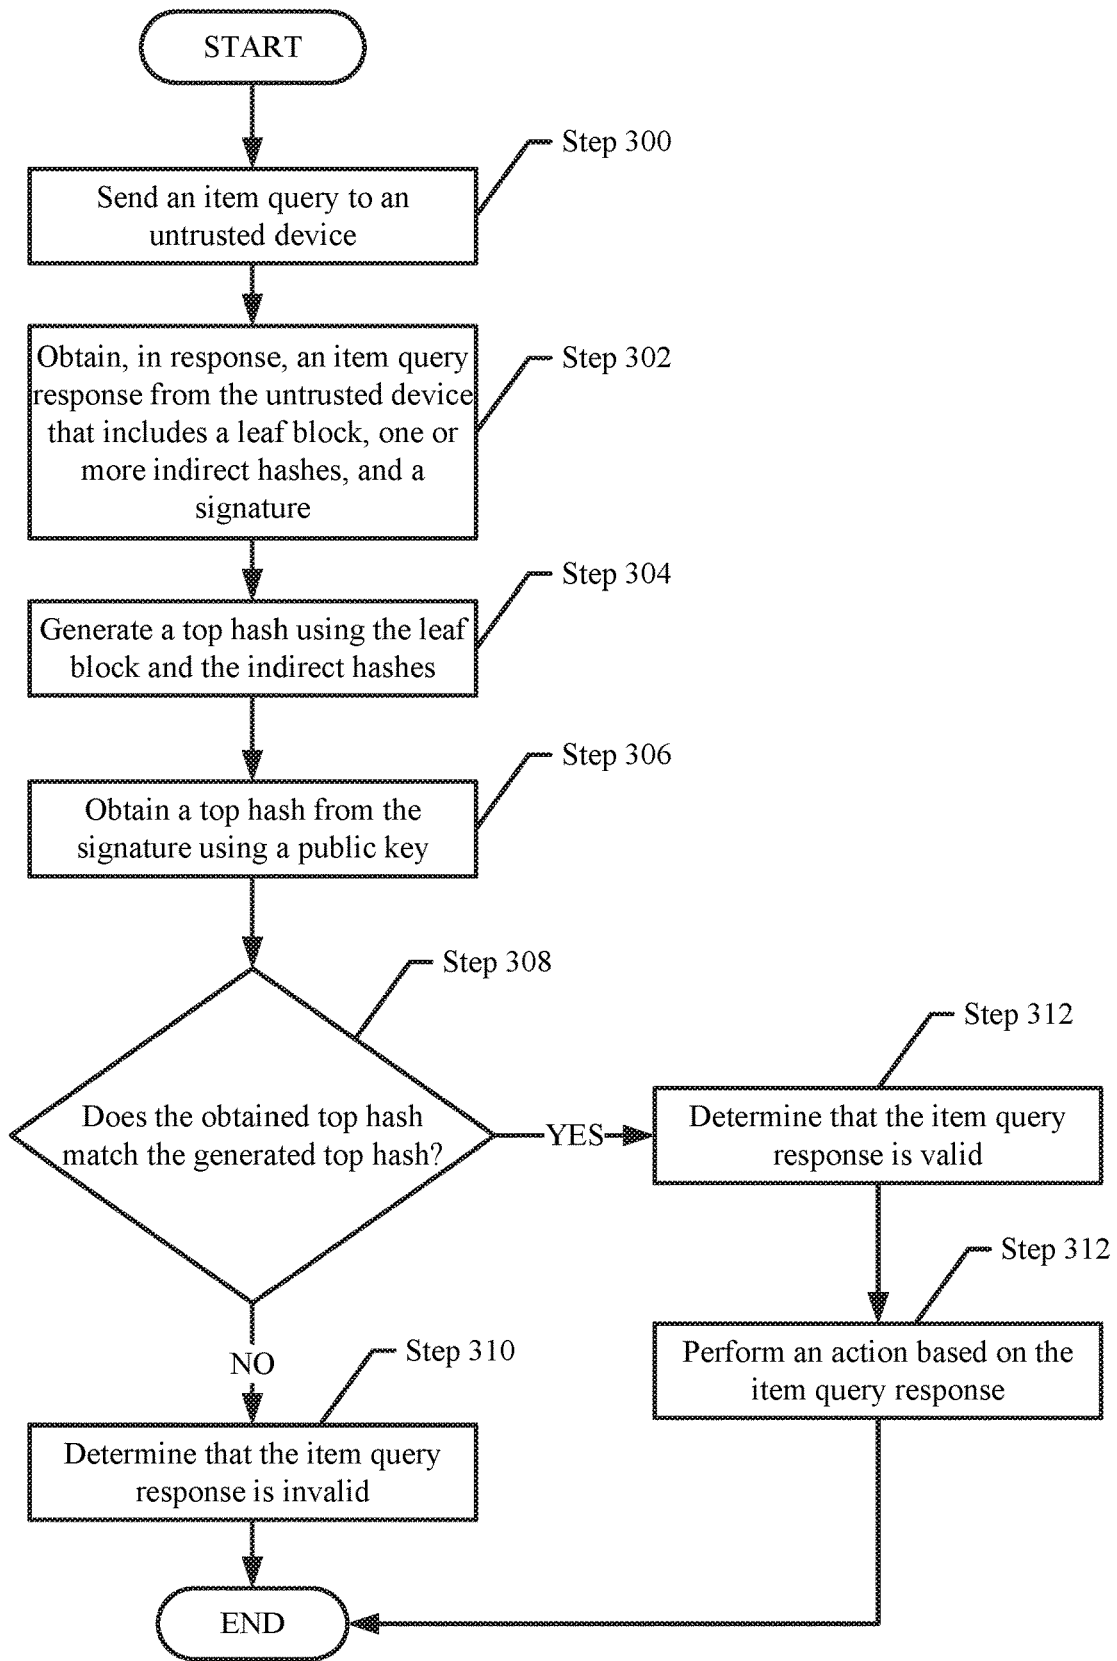 START
Step 300
Send an item query to an
untrusted device
Step 302
Obtain, in response, an item query
response from the untrusted device
that includes a leaf block, one or
more indirect hashes, and a
signature
Step 304
Generate a top hash using the leaf
block and the indirect hashes
Step 306
Obtain a top hash from the
signature using a public key
Step 308
Does the obtained top hash
match the generated top hash?
YES
Step 312
Determine that the item query
response is valid
Step 312
Perform an action based on the
item query response
NO
Step 310
Determine that the item query
response is invalid
END